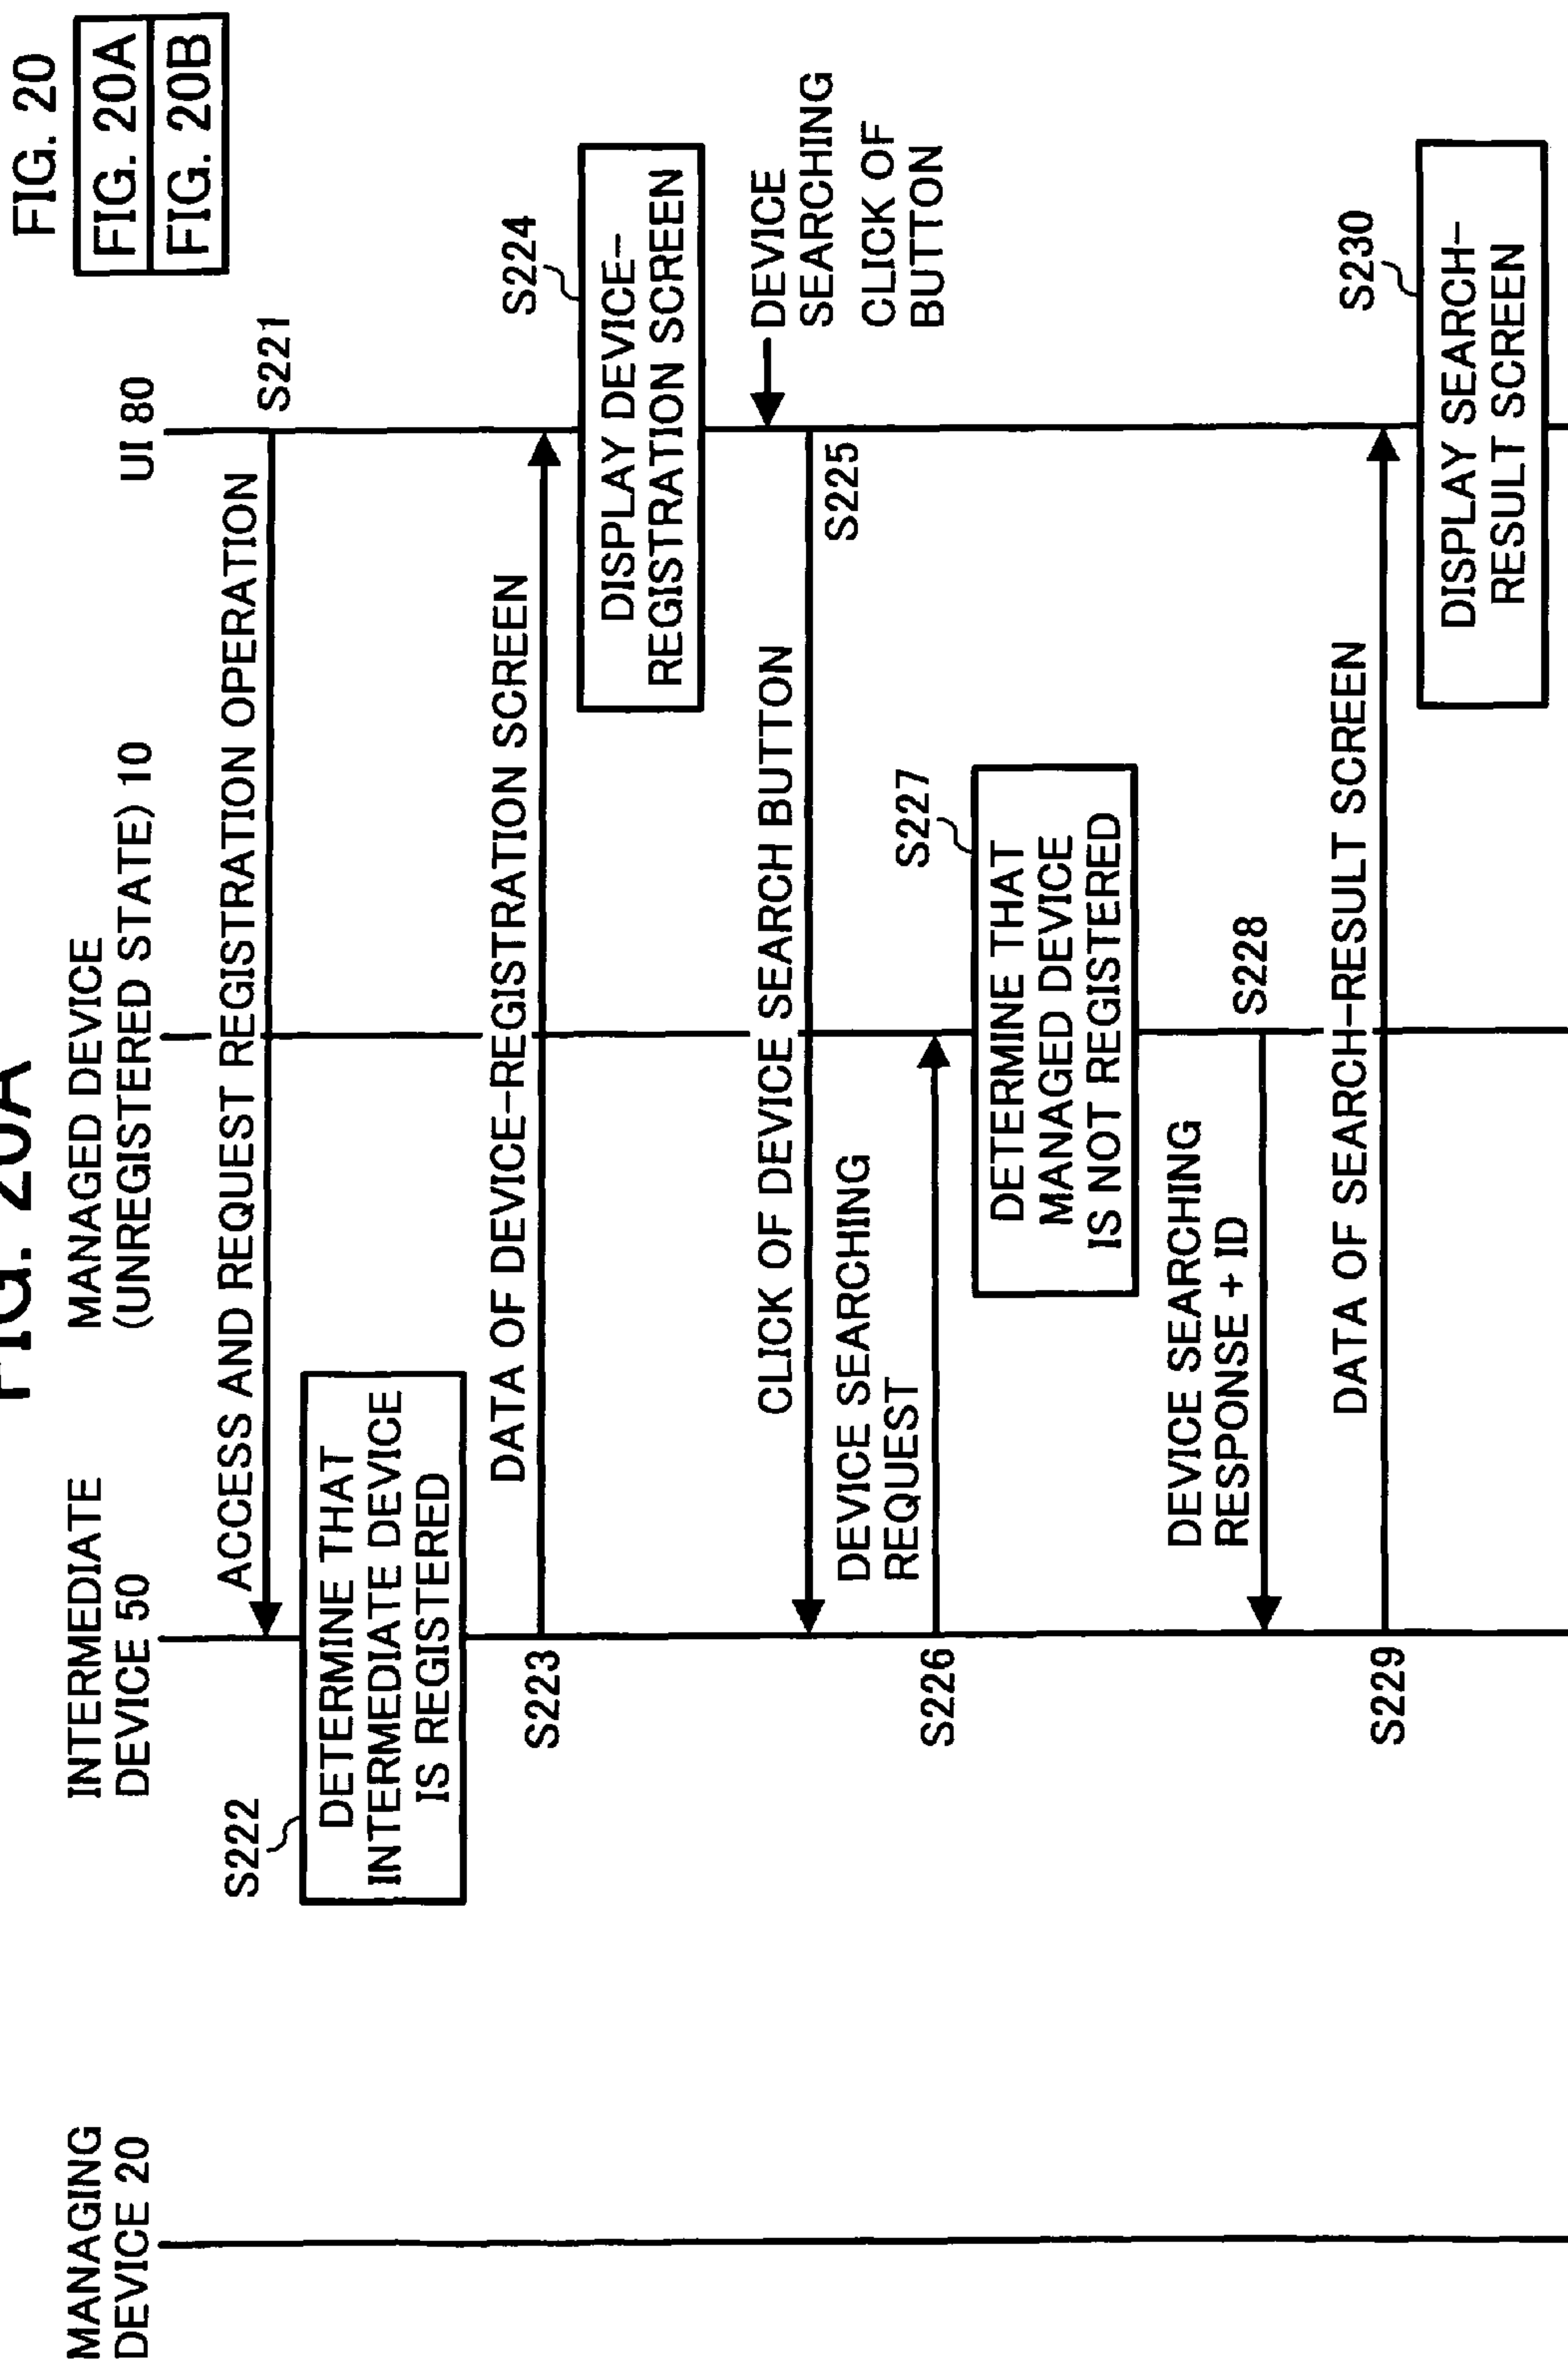 FIG. 20A
FIG. 20
FIG. 20A
FIG. 20B
MANAGING
DEVICE 20
INTERMEDIATE
DEVICE 50
MANAGED DEVICE
(UNREGISTERED STATE) 10
UI 80
ACCESS AND REQUEST REGISTRATION OPERATION
S221
S222
DETERMINE THAT
INTERMEDIATE DEVICE
IS REGISTERED
DATA OF DEVICE-REGISTRATION SCREEN
S223
S224
DISPLAY DEVICE-
REGISTRATION SCREEN
DEVICE
SEARCHING
CLICK OF
BUTTON
CLICK OF DEVICE SEARCH BUTTON
S225
DEVICE SEARCHING
REQUEST
S226
S227
DETERMINE THAT
MANAGED DEVICE
IS NOT REGISTERED
DEVICE SEARCHING
RESPONSE + ID
S228
DATA OF SEARCH-RESULT SCREEN
S229
S230
DISPLAY SEARCH-
RESULT SCREEN